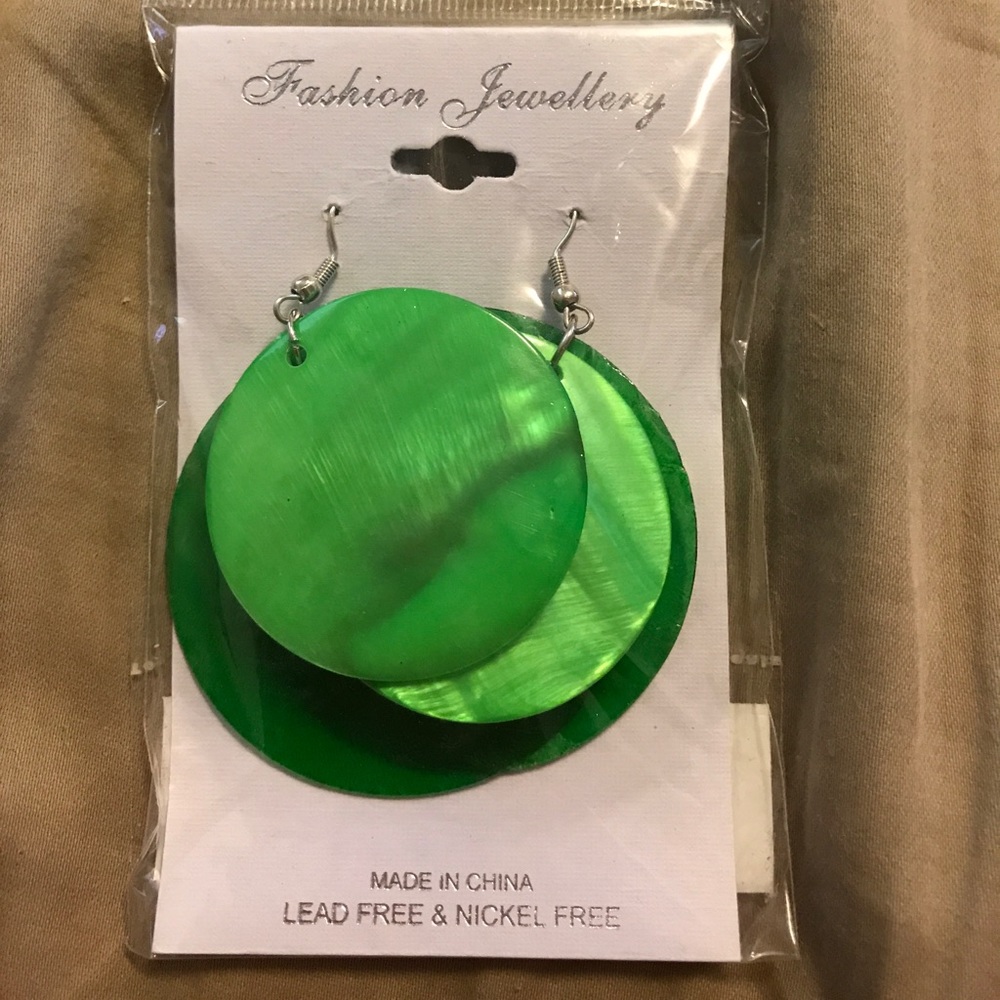 Fashion Jewellery
MADE IN CHINA
LEAD FREE & NICKEL FREE